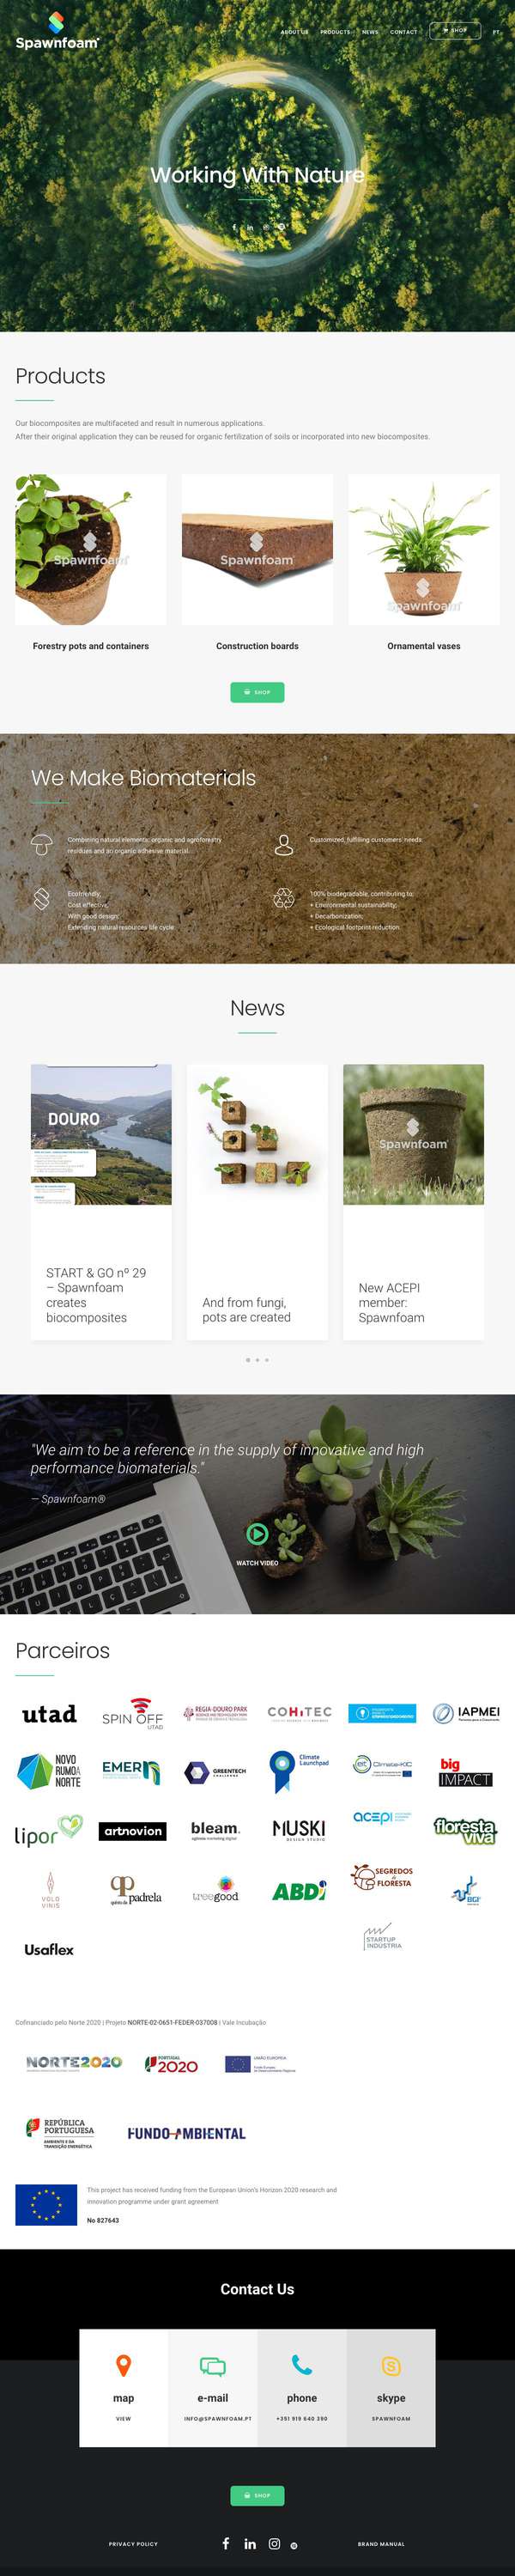 Spawnfoam®
ABOUT US PRODUCTS NEWS CONTACT SHOP PT
Working With Nature
Products
Our biocomposites are multifaceted and result in numerous applications.
After their original application they can be reused for organic fertilization of soils or incorporated into new biocomposites.
Spawnfoam
Spawnfoam
Spawnfoam
Forestry pots and containers
Construction boards
Ornamental vases
SHOP
We Make Biomaterials
Combining natural elements: organic and agroforestry
residues and an organic adhesive material.
Customized, fulfilling customers' needs.
Ecofriendly;
Cost effective;
With good design;
Extending natural resources life cycle
100% biodegradable, contributing to:
+ Environmental sustainability;
+ Decarbonization;
+ Ecological footprint reduction.
News
DOURO
Spawnfoam
START & GO nº 29
– Spawnfoam
creates
biocomposites
And from fungi,
pots are created
New ACEPI
member:
Spawnfoam
"We aim to be a reference in the supply of innovative and high
performance biomaterials."
— Spawnfoam®
WATCH VIDEO
Parceiros
utad
SPIN OFF
UTAD
REGIA·DOURO PARK
COHiTEC
IAPMEI
NOVO
RUMOA
NORTE
EMERN
GREENTECH
CHALLENGE
Climate
Launchpad
eit Climate-KIC
big
IMPACT
lipor
artnovion
bleam.
MUSKI
DESIGN STUDIO
acepi
floresta
viva
VOLO
VINIS
qp
quinta da padrela
treegood
ABDi
SEGREDOS
da
FLORESTA
BGI
Usaflex
STARTUP
INDÚSTRIA
Cofinanciado pelo Norte 2020 | Projeto NORTE-02-0651-FEDER-037008 | Vale Incubação
NORTE2020
PORTUGAL
2020
UNIÃO EUROPEIA
Fundo Europeu
de Desenvolvimento Regional
REPÚBLICA
PORTUGUESA
AMBIENTE E DA
TRANSIÇÃO ENERGÉTICA
FUNDO AMBIENTAL
This project has received funding from the European Union's Horizon 2020 research and
innovation programme under grant agreement
No 827643
Contact Us
map
e-mail
phone
skype
VIEW
INFO@SPAWNFOAM.PT
+351 919 640 390
SPAWNFOAM
SHOP
PRIVACY POLICY
BRAND MANUAL